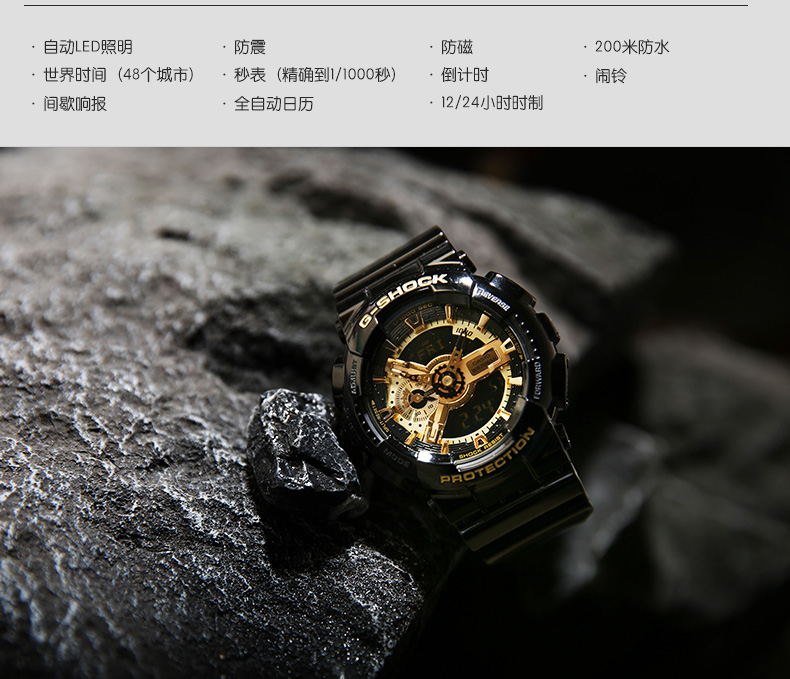 · 自动LED照明 · 防震 · 防磁 · 200米防水
· 世界时间（48个城市） · 秒表（精确到1/1000秒） · 倒计时 · 闹铃
· 间歇响报 · 全自动日历 · 12/24小时时制
G-SHOCK
REVERSE
ADJUST
FORWARD
MODE
SHOCK RESIST
PROTECTION